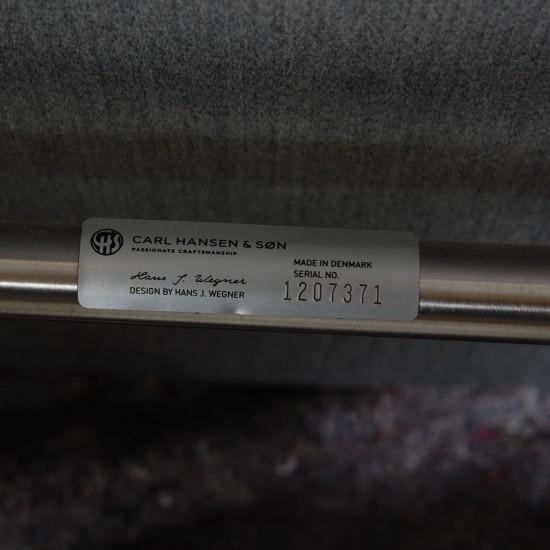 CHS
CARL HANSEN & SØN
PASSIONATE CRAFTSMANSHIP
Hans J. Wegner
DESIGN BY HANS J. WEGNER
MADE IN DENMARK
SERIAL NO.
1207371